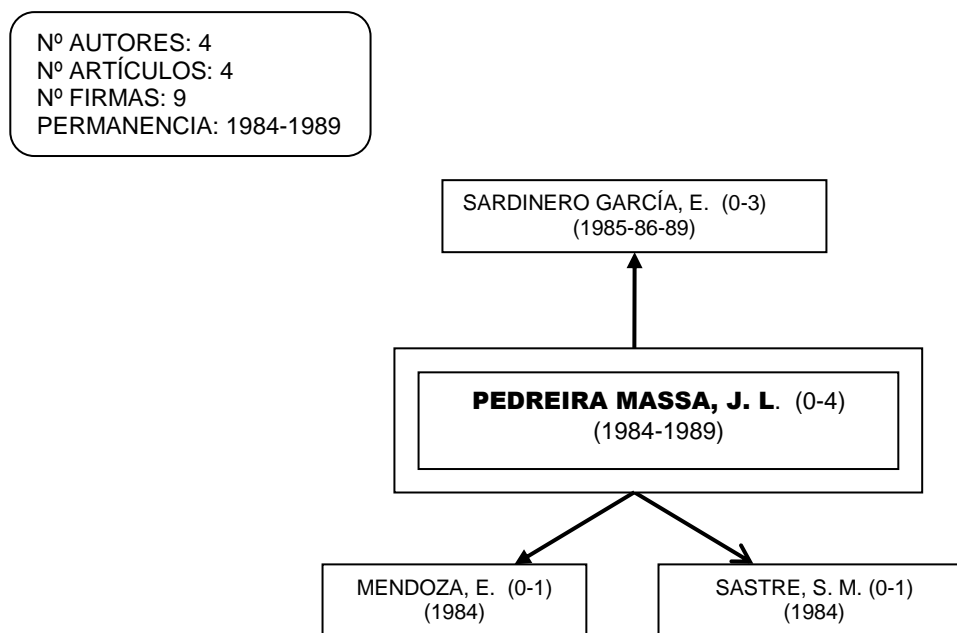 Nº AUTORES: 4
Nº ARTÍCULOS: 4
Nº FIRMAS: 9
PERMANENCIA: 1984-1989
SARDINERO GARCÍA, E. (0-3)
(1985-86-89)
PEDREIRA MASSA, J. L. (0-4)
(1984-1989)
MENDOZA, E. (0-1)
(1984)
SASTRE, S. M. (0-1)
(1984)